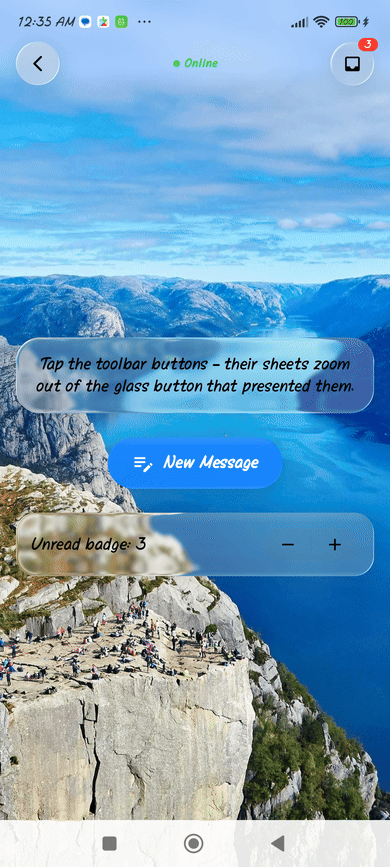 12:35 AM
100
3
Online
Tap the toolbar buttons – their sheets zoom
out of the glass button that presented them.
New Message
Unread badge: 3